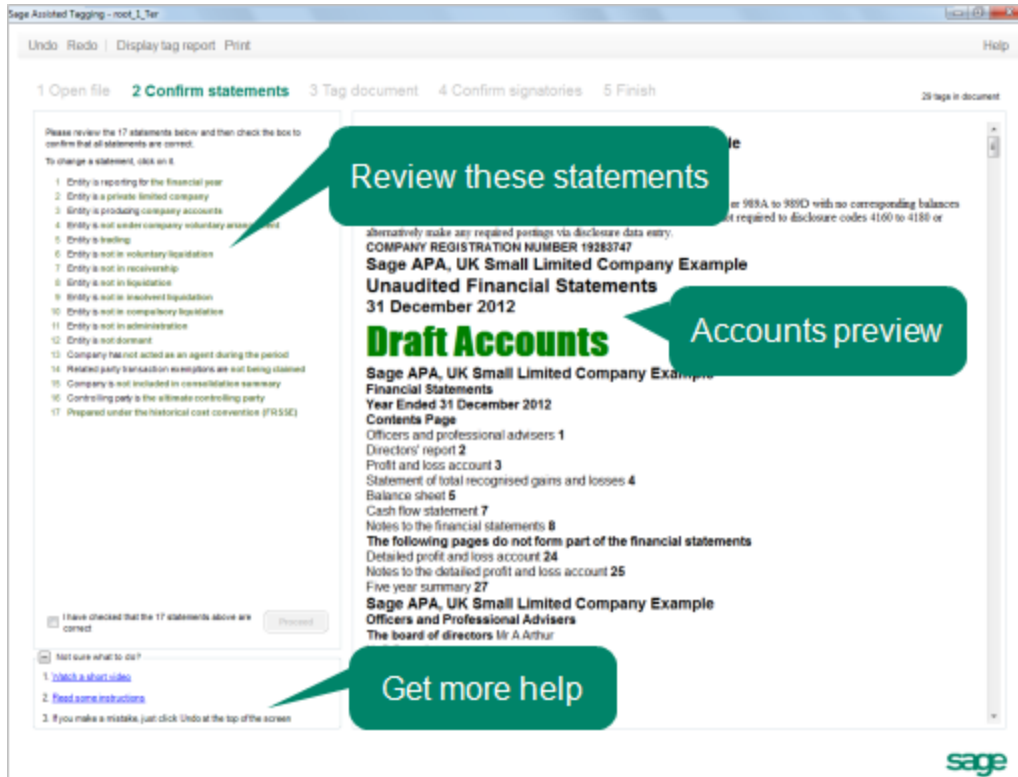 Sage Assisted Tagging - root_1_Ter
Undo Redo | Display tag report Print
Help
1 Open file 2 Confirm statements 3 Tag document 4 Confirm signatories 5 Finish
29 tags in document
Please review the 17 statements below and then check the box to
confirm that all statements are correct.
To change a statement, click on it.
1 Entity is reporting for the financial year
2 Entity is a private limited company
3 Entity is producing company accounts
4 Entity is not under company voluntary
5 Entity is trading
6 Entity is not in voluntary liquidation
7 Entity is not in receivership
8 Entity is not in liquidation
9 Entity is not in insolvent liquidation
10 Entity is not in compulsory liquidation
11 Entity is not in administration
12 Entity is not dormant
13 Company has not acted as an agent during the period
14 Related party transaction exemptions are not being claimed
15 Company is not included in consolidation summary
16 Controlling party is the ultimate controlling party
17 Prepared under the historical cost convention (FRSSE)
I have checked that the 17 statements above are
correct
Proceed
Not sure what to do?
1. Watch a short video
2. Read some instructions
3. If you make a mistake, just click Undo at the top of the screen
Review these statements
or 989A to 989D with no corresponding balances
required to disclosure codes 4160 to 4180 or
alternatively make any required postings via disclosure data entry.
COMPANY REGISTRATION NUMBER 19283747
Sage APA, UK Small Limited Company Example
Unaudited Financial Statements
31 December 2012
Accounts preview
Draft Accounts
Sage APA, UK Small Limited Company Example
Financial Statements
Year Ended 31 December 2012
Contents Page
Officers and professional advisers 1
Directors' report 2
Profit and loss account 3
Statement of total recognised gains and losses 4
Balance sheet 5
Cash flow statement 7
Notes to the financial statements 8
The following pages do not form part of the financial statements
Detailed profit and loss account 24
Notes to the detailed profit and loss account 25
Five year summary 27
Sage APA, UK Small Limited Company Example
Officers and Professional Advisers
The board of directors Mr A Arthur
Get more help
sage